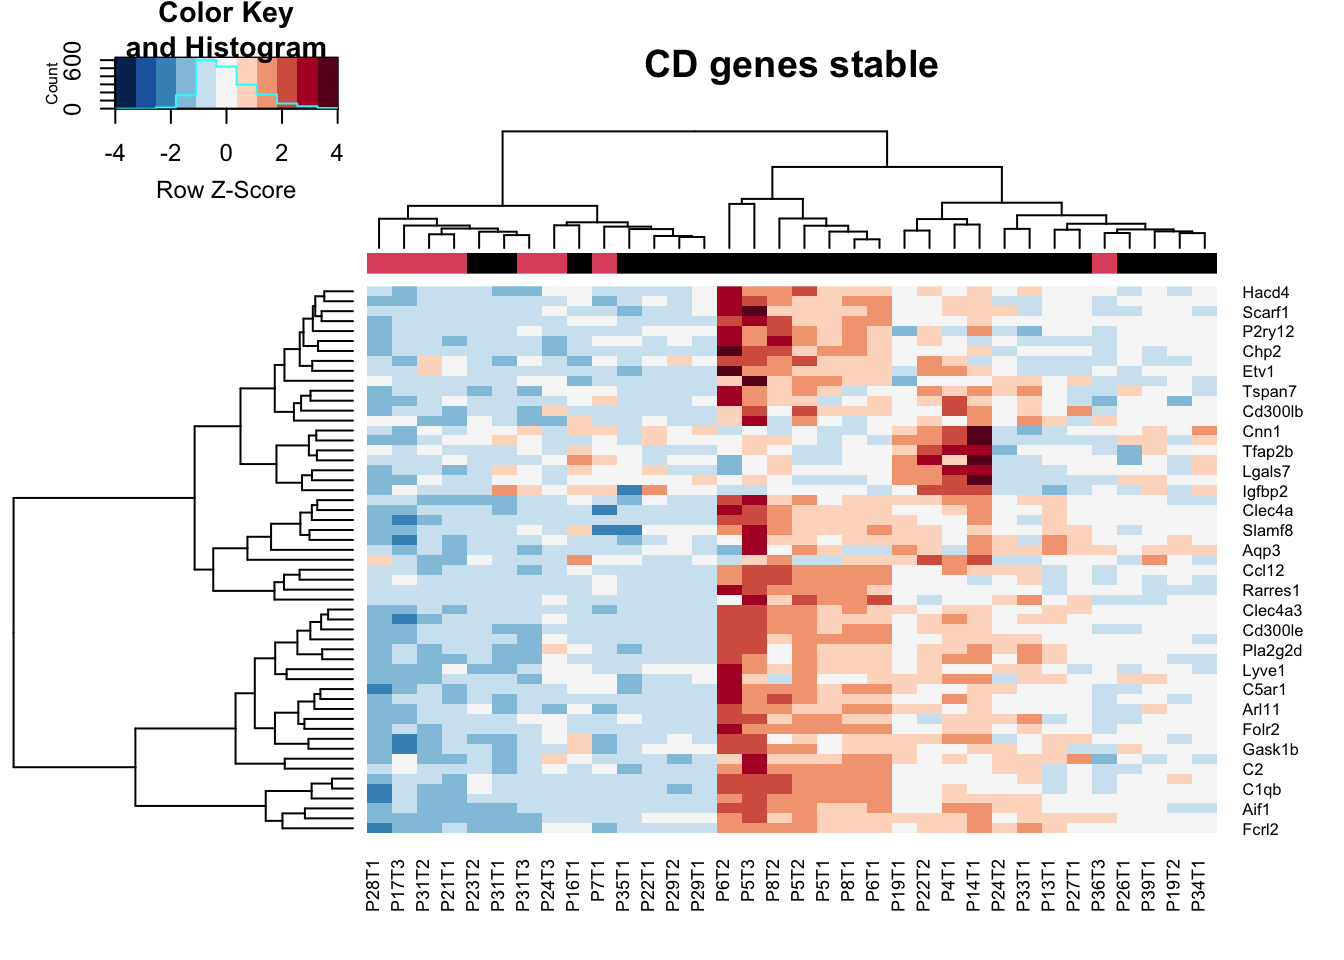 Color Key
and Histogram
Count
0 600
-4 -2 0 2 4
Row Z-Score
CD genes stable
Hacd4
Scarf1
P2ry12
Chp2
Etv1
Tspan7
Cd300lb
Cnn1
Tfap2b
Lgals7
Igfbp2
Clec4a
Slamf8
Aqp3
Ccl12
Rarres1
Clec4a3
Cd300le
Pla2g2d
Lyve1
C5ar1
Arl11
Folr2
Gask1b
C2
C1qb
Aif1
Fcrl2
P28T1
P17T3
P31T2
P21T1
P23T2
P31T1
P31T3
P24T3
P16T1
P7T1
P35T1
P22T1
P29T2
P29T1
P6T2
P5T3
P8T2
P5T2
P5T1
P8T1
P6T1
P19T1
P22T2
P4T1
P14T1
P24T2
P33T1
P13T1
P27T1
P36T3
P26T1
P39T1
P19T2
P34T1